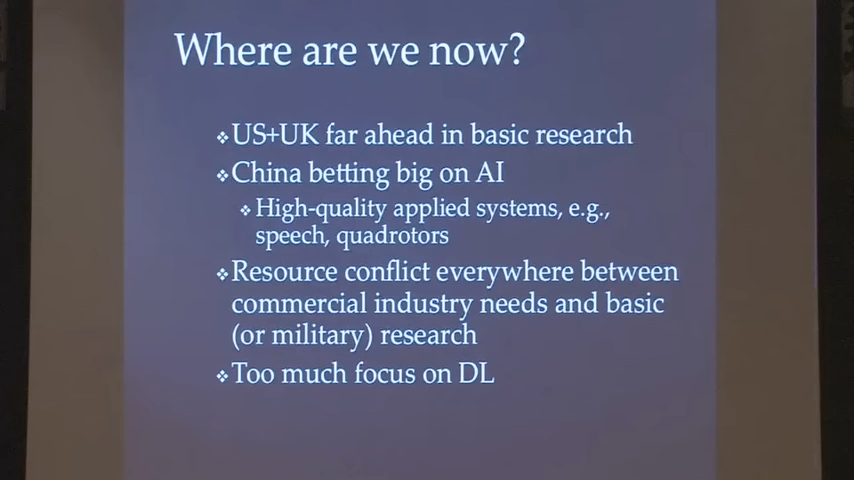 Where are we now?
❖US+UK far ahead in basic research
❖China betting big on AI
❖High-quality applied systems, e.g.,
speech, quadrotors
❖Resource conflict everywhere between
commercial industry needs and basic
(or military) research
❖Too much focus on DL